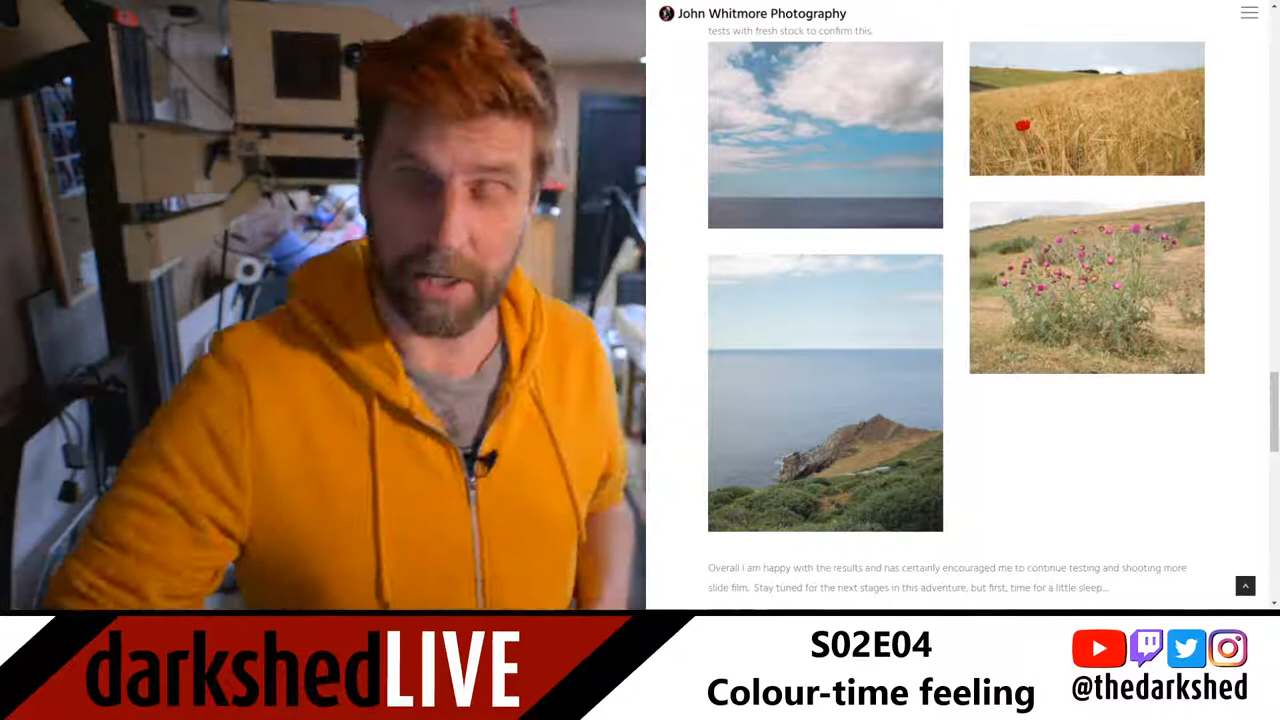 John Whitmore Photography
tests with fresh stock to confirm this.
Overall i am happy with the results and has certainly encouraged me to continue testing and shooting more
slide film. Stay tuned for the next stages in this adventure, but first, time for a little sleep...
darkshedLIVE
S02E04
Colour-time feeling
@thedarkshed